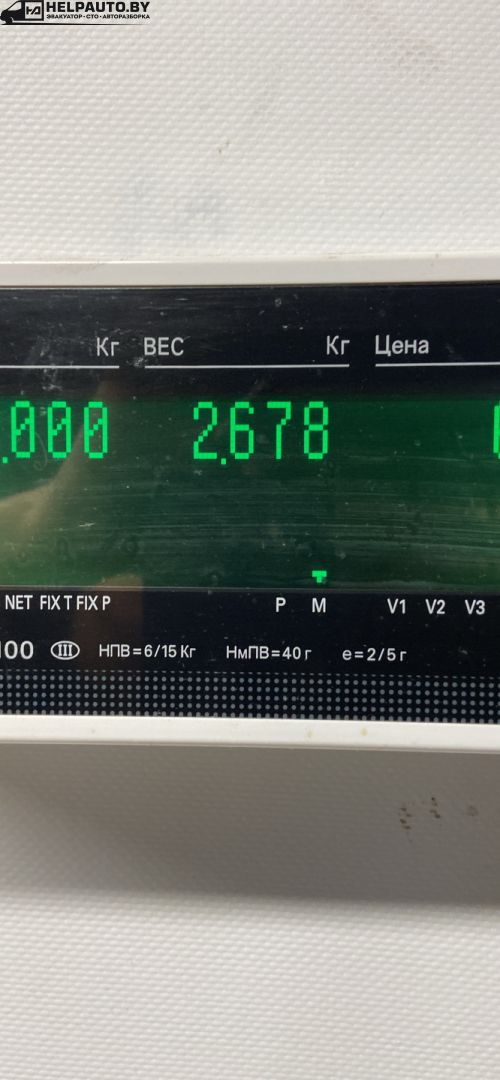 HELPAUTO.BY
ЭВАКУАТОР•СТО•АВТОРАЗБОРКА
Кг ВЕС Кг Цена
.000 2.678
NET FIX T FIX P P M V1 V2 V3
100 III НПВ=6/15 Кг НмПВ=40 г е=2/5 г